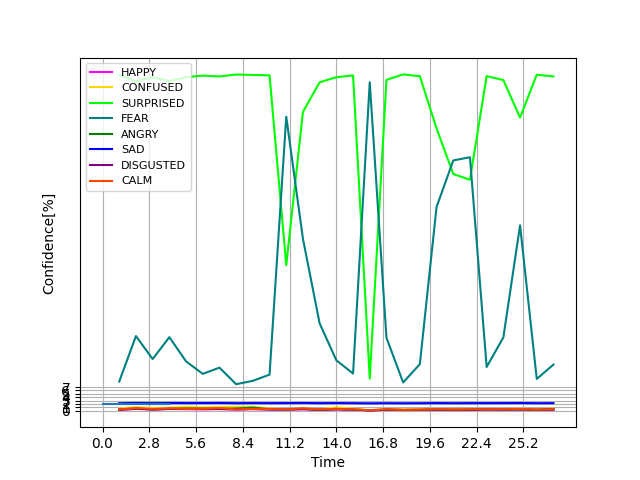 HAPPY
CONFUSED
SURPRISED
FEAR
ANGRY
SAD
DISGUSTED
CALM
Confidence[%]
0.0 2.8 5.6 8.4 11.2 14.0 16.8 19.6 22.4 25.2
Time